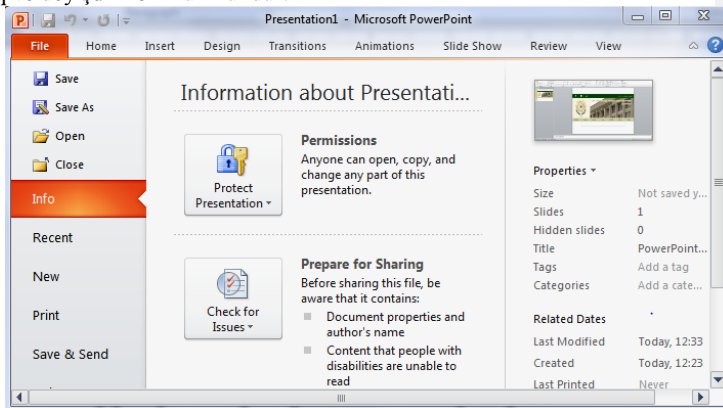 Presentation1 - Microsoft PowerPoint
File Home Insert Design Transitions Animations Slide Show Review View
Save
Save As
Open
Close
Info
Recent
New
Print
Save & Send
Information about Presentati...
Protect
Presentation
Permissions
Anyone can open, copy, and
change any part of this
presentation.
Check for
Issues
Prepare for Sharing
Before sharing this file, be
aware that it contains:
Document properties and
author's name
Content that people with
disabilities are unable to
read
Properties
Size Not saved y...
Slides 1
Hidden slides 0
Title PowerPoint...
Tags Add a tag
Categories Add a cate...
Related Dates
Last Modified Today, 12:33
Created Today, 12:23
Last Printed Never